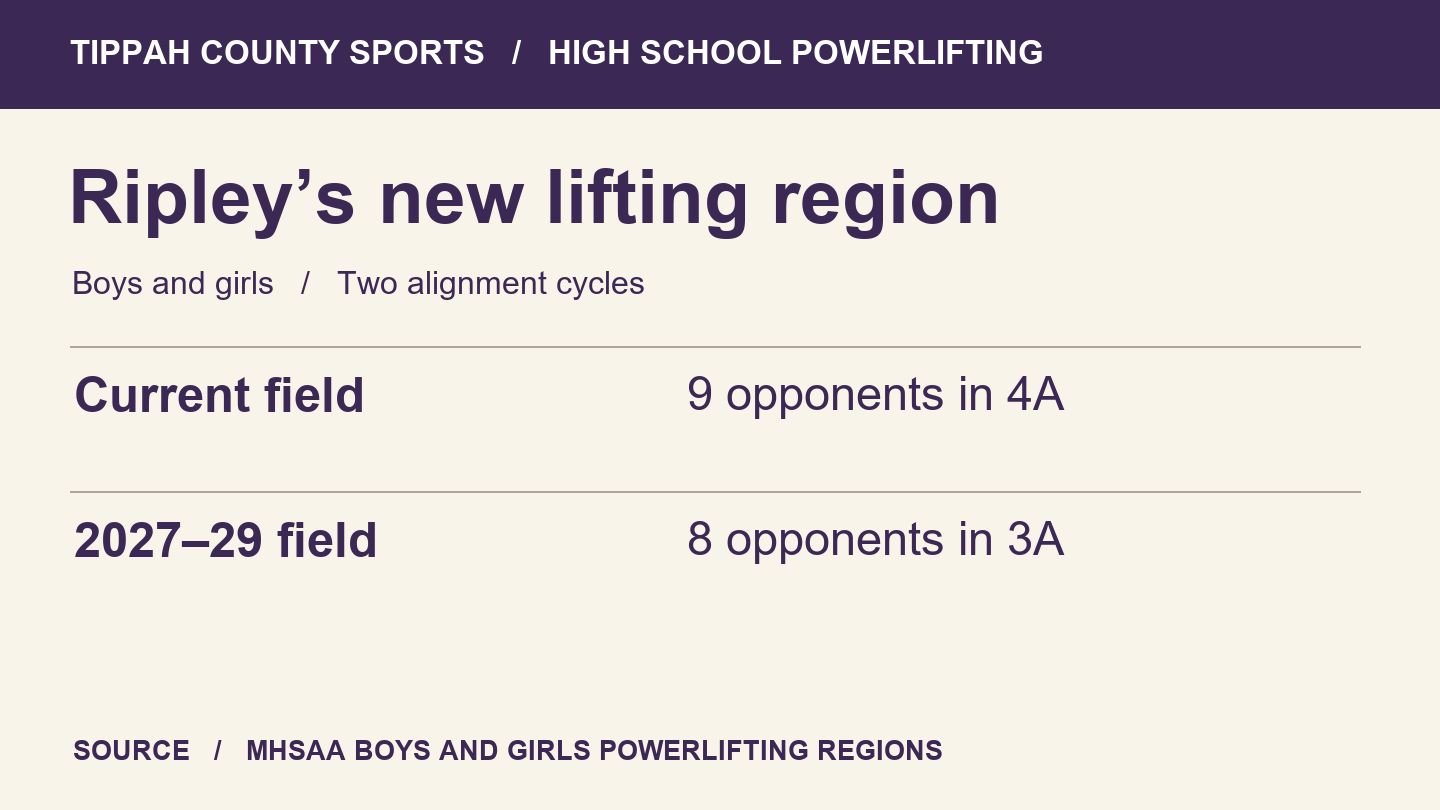 TIPPAH COUNTY SPORTS / HIGH SCHOOL POWERLIFTING
Ripley’s new lifting region
Boys and girls / Two alignment cycles
Current field 9 opponents in 4A
2027–29 field 8 opponents in 3A
SOURCE / MHSAA BOYS AND GIRLS POWERLIFTING REGIONS